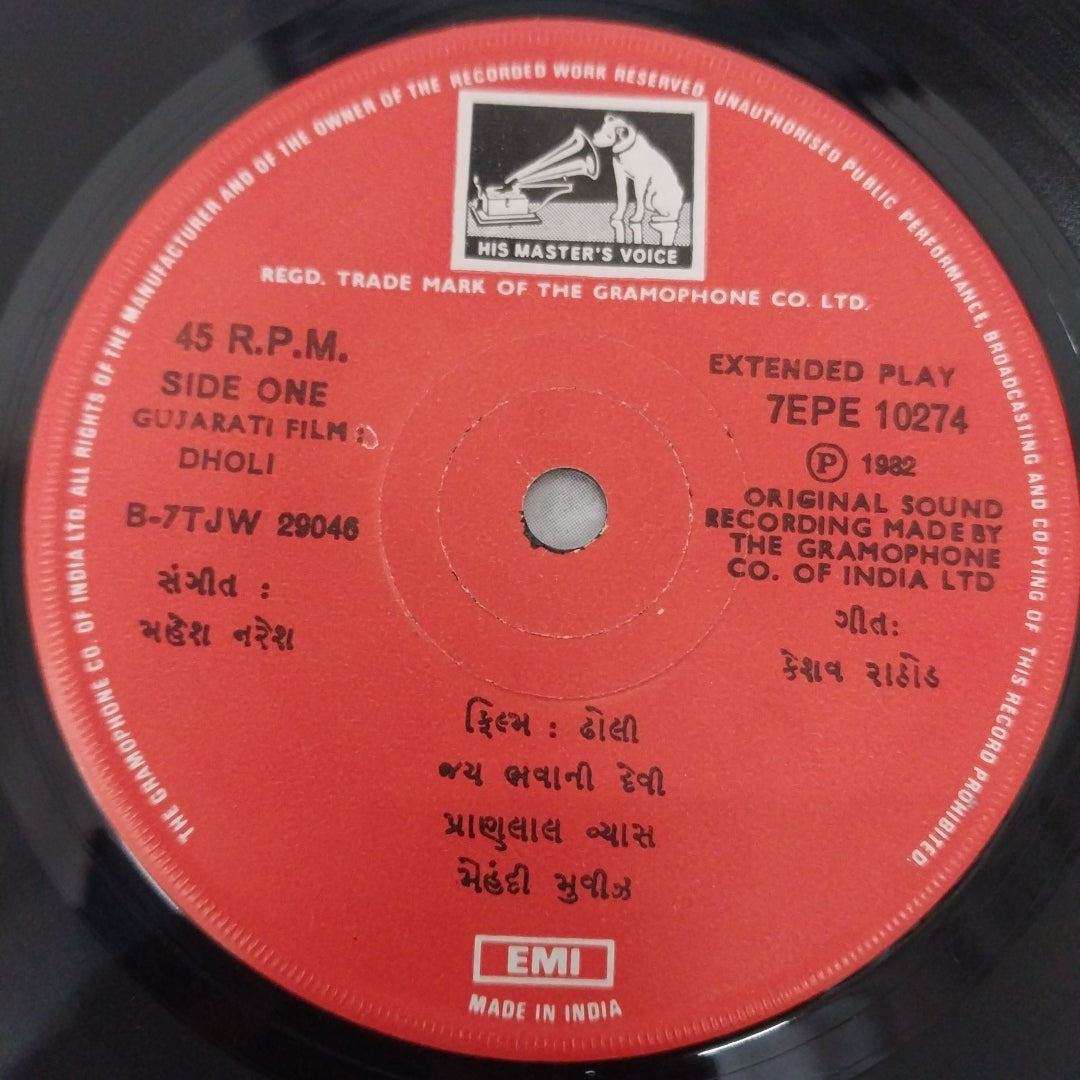 THE GRAMOPHONE CO. OF INDIA LTD. ALL RIGHTS OF THE MANUFACTURER AND OF THE OWNER OF THE RECORDED WORK RESERVED. UNAUTHORISED PUBLIC PERFORMANCE, BROADCASTING AND COPYING OF THIS RECORD PROHIBITED.
HIS MASTER'S VOICE
REGD. TRADE MARK OF THE GRAMOPHONE CO. LTD.
45 R.P.M.
SIDE ONE
GUJARATI FILM :
DHOLI
B-7TJW 29046
સંગીત :
મહેશ નરેશ
EXTENDED PLAY
7EPE 10274
Ⓟ 1982
ORIGINAL SOUND
RECORDING MADE BY
THE GRAMOPHONE
CO. OF INDIA LTD
ગીત:
કેશવ રાઠોડ
ફિલ્મ : ઢોલી
જય ભવાની દેવી
પ્રાણલાલ વ્યાસ
મેહંદી મુવીઝ
EMI
MADE IN INDIA